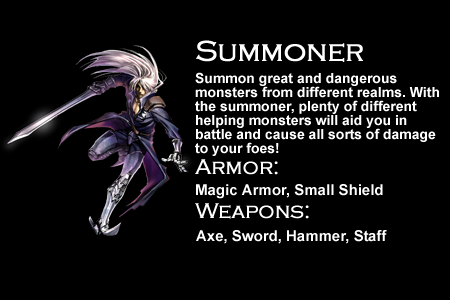 Summoner
Summon great and dangerous
monsters from different realms. With
the summoner, plenty of different
helping monsters will aid you in
battle and cause all sorts of damage
to your foes!
Armor:
Magic Armor, Small Shield
Weapons:
Axe, Sword, Hammer, Staff